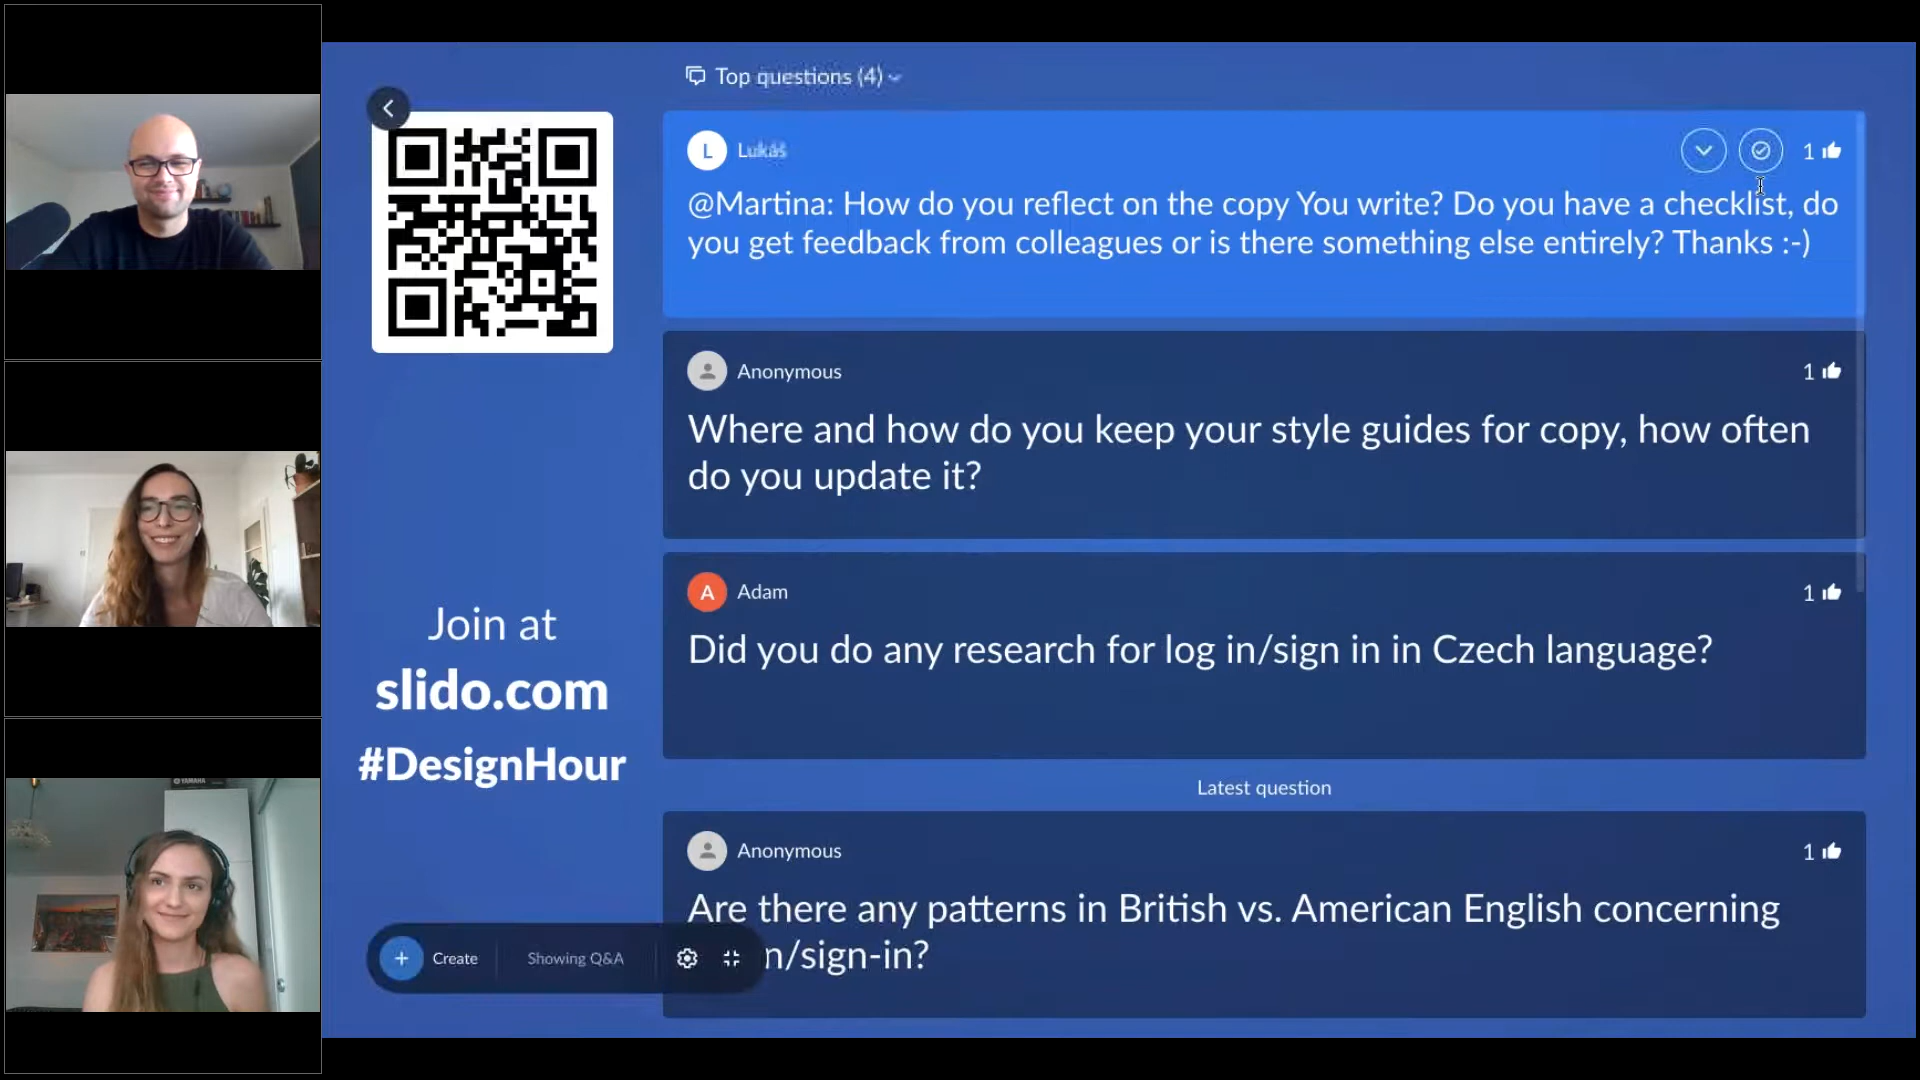 Top questions (4)
L
Lukáš
1
@Martina: How do you reflect on the copy You write? Do you have a checklist, do
you get feedback from colleagues or is there something else entirely? Thanks :-)
Anonymous
1
Where and how do you keep your style guides for copy, how often
do you update it?
A
Adam
1
Did you do any research for log in/sign in in Czech language?
Latest question
Anonymous
1
Are there any patterns in British vs. American English concerning
n/sign-in?
Join at
slido.com
#DesignHour
Create
Showing Q&A
YAMAHA